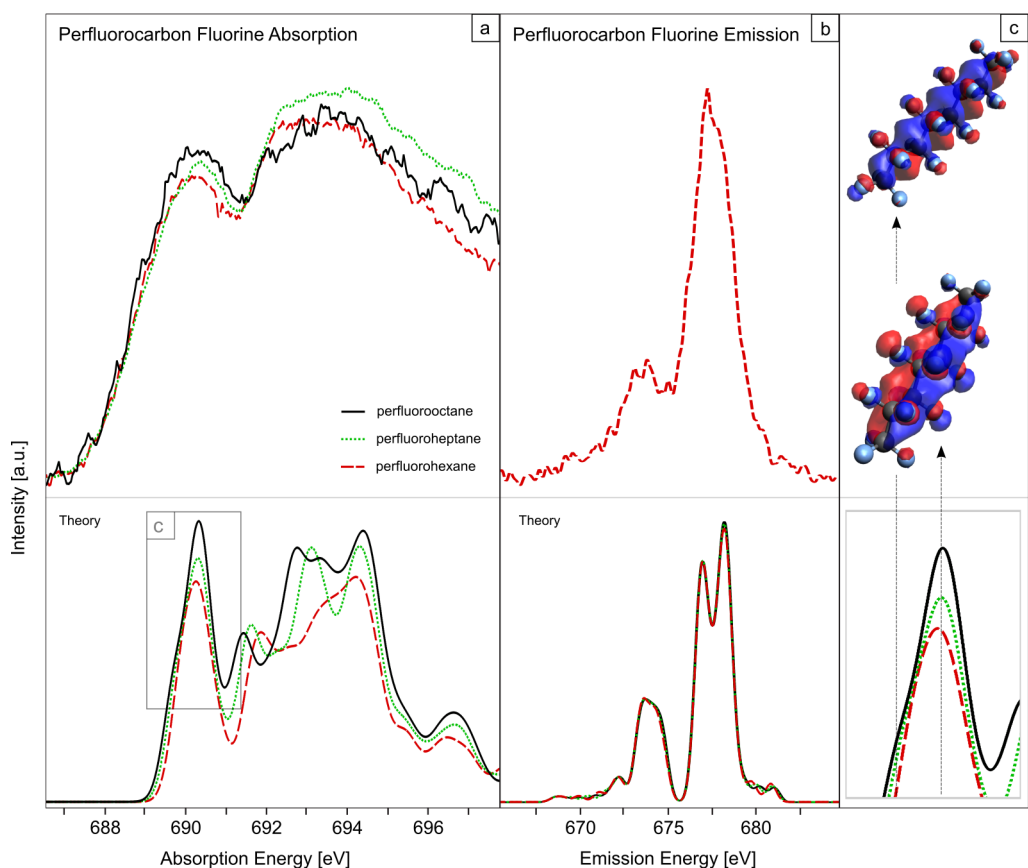 Perfluorocarbon Fluorine Absorption
a
Perfluorocarbon Fluorine Emission
b
c
perfluorooctane
perfluoroheptane
perfluorohexane
Intensity [a.u.]
Theory
c
Theory
688 690 692 694 696
670 675 680
Absorption Energy [eV]
Emission Energy [eV]